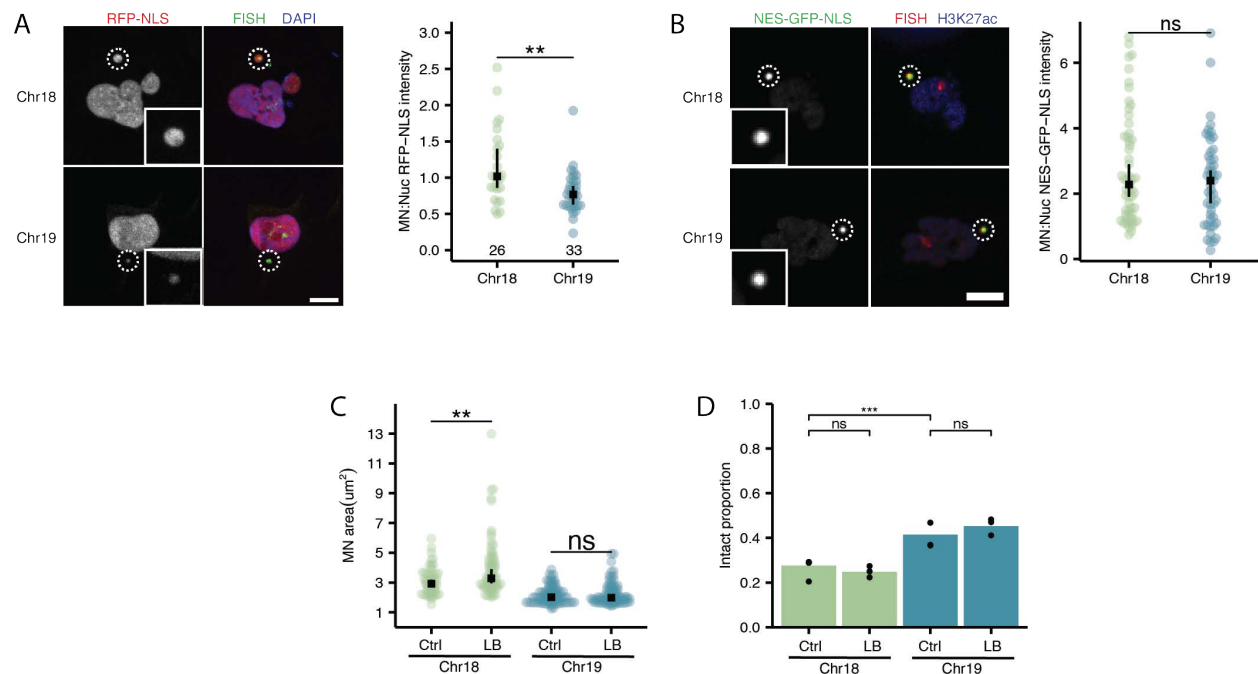 A
RFP-NLS FISH DAPI
Chr18
Chr19
MN:Nuc RFP−NLS intensity
3.0
2.5
2.0
1.5
1.0
0.5
0.0
**
26 33
Chr18 Chr19
B
NES-GFP-NLS FISH H3K27ac
Chr18
Chr19
MN:Nuc NES−GFP−NLS intensity
6
4
2
0
ns
Chr18 Chr19
C
MN area(um²)
13
11
9
7
5
3
1
**
ns
Ctrl LB Ctrl LB
Chr18 Chr19
D
Intact proportion
1.0
0.8
0.6
0.4
0.2
0.0
***
ns ns
Ctrl LB Ctrl LB
Chr18 Chr19